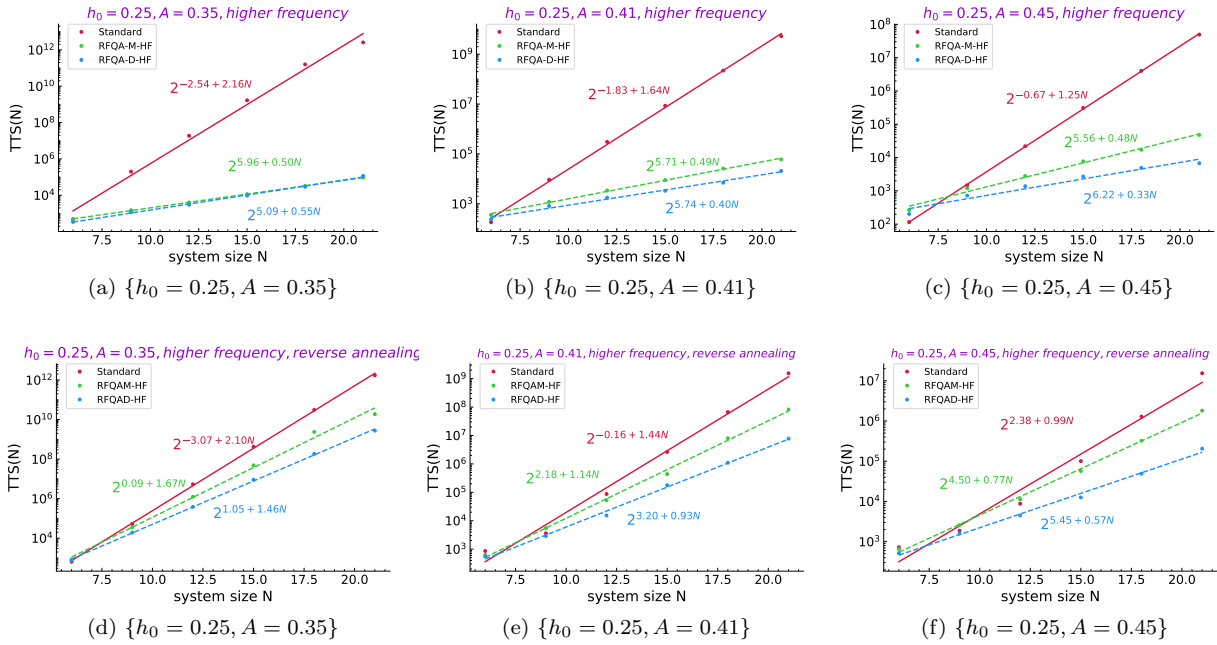 h₀ = 0.25, A = 0.35, higher frequency
TTS(N)
10¹²
10¹⁰
10⁸
10⁶
10⁴
Standard
RFQA-M-HF
RFQA-D-HF
2^{−2.54 + 2.16N}
2^{5.96 + 0.50N}
2^{5.09 + 0.55N}
7.5 10.0 12.5 15.0 17.5 20.0
system size N
(a) {h₀ = 0.25, A = 0.35}
h₀ = 0.25, A = 0.41, higher frequency
TTS(N)
10⁹
10⁷
10⁵
10³
Standard
RFQA-M-HF
RFQA-D-HF
2^{−1.83 + 1.64N}
2^{5.71 + 0.49N}
2^{5.74 + 0.40N}
7.5 10.0 12.5 15.0 17.5 20.0
system size N
(b) {h₀ = 0.25, A = 0.41}
h₀ = 0.25, A = 0.45, higher frequency
TTS(N)
10⁸
10⁷
10⁶
10⁵
10⁴
10³
10²
Standard
RFQA-M-HF
RFQA-D-HF
2^{−0.67 + 1.25N}
2^{5.56 + 0.48N}
2^{6.22 + 0.33N}
7.5 10.0 12.5 15.0 17.5 20.0
system size N
(c) {h₀ = 0.25, A = 0.45}
h₀ = 0.25, A = 0.35, higher frequency, reverse annealing
TTS(N)
10¹²
10¹⁰
10⁸
10⁶
10⁴
Standard
RFQAM-HF
RFQAD-HF
2^{−3.07 + 2.10N}
2^{0.09 + 1.67N}
2^{1.05 + 1.46N}
7.5 10.0 12.5 15.0 17.5 20.0
system size N
(d) {h₀ = 0.25, A = 0.35}
h₀ = 0.25, A = 0.41, higher frequency, reverse annealing
TTS(N)
10⁹
10⁸
10⁷
10⁶
10⁵
10⁴
10³
Standard
RFQAM-HF
RFQAD-HF
2^{−0.16 + 1.44N}
2^{2.18 + 1.14N}
2^{3.20 + 0.93N}
7.5 10.0 12.5 15.0 17.5 20.0
system size N
(e) {h₀ = 0.25, A = 0.41}
h₀ = 0.25, A = 0.45, higher frequency, reverse annealing
TTS(N)
10⁷
10⁶
10⁵
10⁴
10³
Standard
RFQAM-HF
RFQAD-HF
2^{2.38 + 0.99N}
2^{4.50 + 0.77N}
2^{5.45 + 0.57N}
7.5 10.0 12.5 15.0 17.5 20.0
system size N
(f) {h₀ = 0.25, A = 0.45}